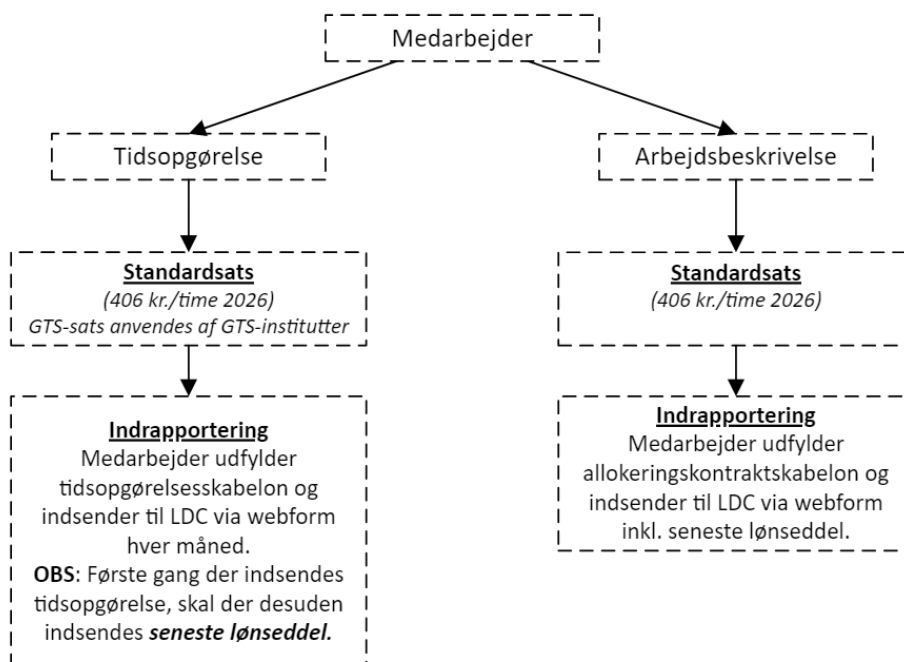 Medarbejder
Tidsopgørelse
Arbejdsbeskrivelse
Standardsats
(406 kr./time 2026)
GTS-sats anvendes af GTS-institutter
Standardsats
(406 kr./time 2026)
Indrapportering
Medarbejder udfylder
tidsopgørelsesskabelon og
indsender til LDC via webform
hver måned.
OBS: Første gang der indsendes
tidsopgørelse, skal der desuden
indsendes seneste lønseddel.
Indrapportering
Medarbejder udfylder
allokeringskontraktskabelon og
indsender til LDC via webform
inkl. seneste lønseddel.